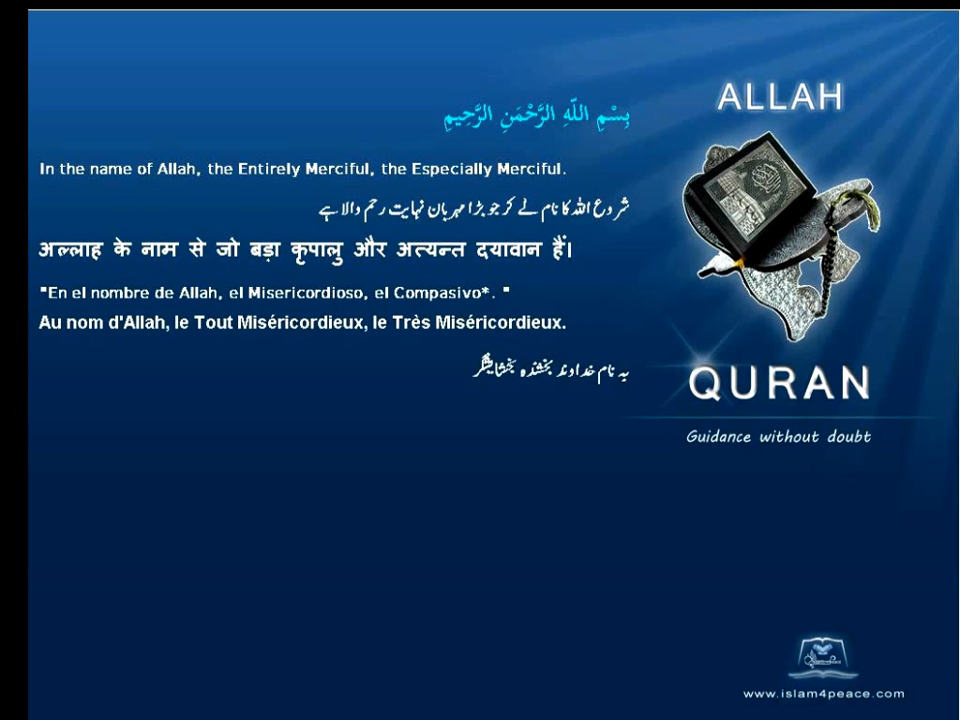 بِسْمِ اللّهِ الرَّحْمَنِ الرَّحِيمِ
In the name of Allah, the Entirely Merciful, the Especially Merciful.
شروع الله کا نام لے کر جو بڑا مہربان نہایت رحم والا ہے
अल्लाह के नाम से जो बड़ा कृपालु और अत्यन्त दयावान हैं।
"En el nombre de Allah, el Misericordioso, el Compasivo*. "
Au nom d'Allah, le Tout Miséricordieux, le Très Miséricordieux.
به نام خداوند بخشنده بخشایشگر
ALLAH
QURAN
Guidance without doubt
www.islam4peace.com